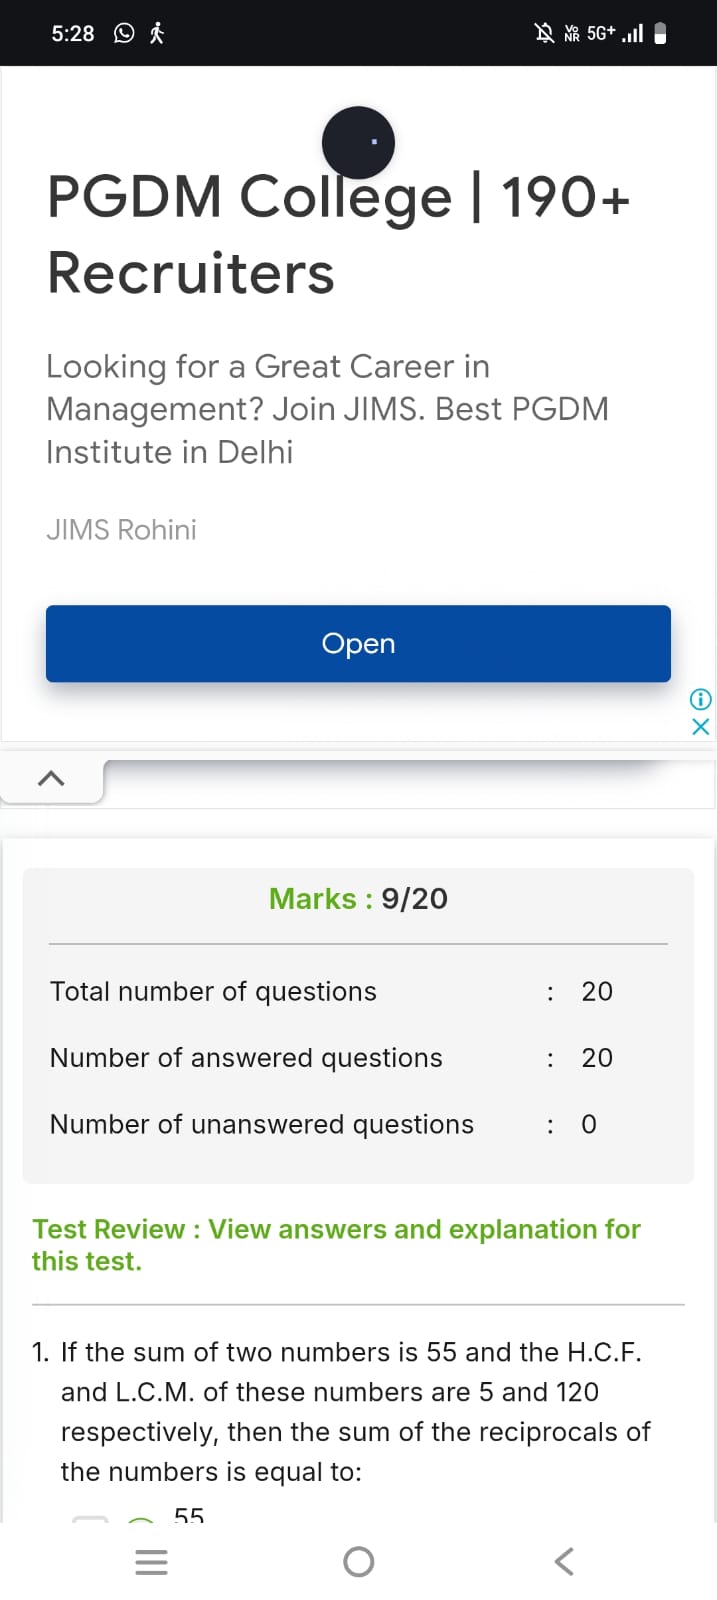 5:28
Vo
NR
5G+
PGDM College | 190+
Recruiters
Looking for a Great Career in
Management? Join JIMS. Best PGDM
Institute in Delhi
JIMS Rohini
Open
Marks : 9/20
Total number of questions : 20
Number of answered questions : 20
Number of unanswered questions : 0
Test Review : View answers and explanation for
this test.
1. If the sum of two numbers is 55 and the H.C.F.
and L.C.M. of these numbers are 5 and 120
respectively, then the sum of the reciprocals of
the numbers is equal to:
55